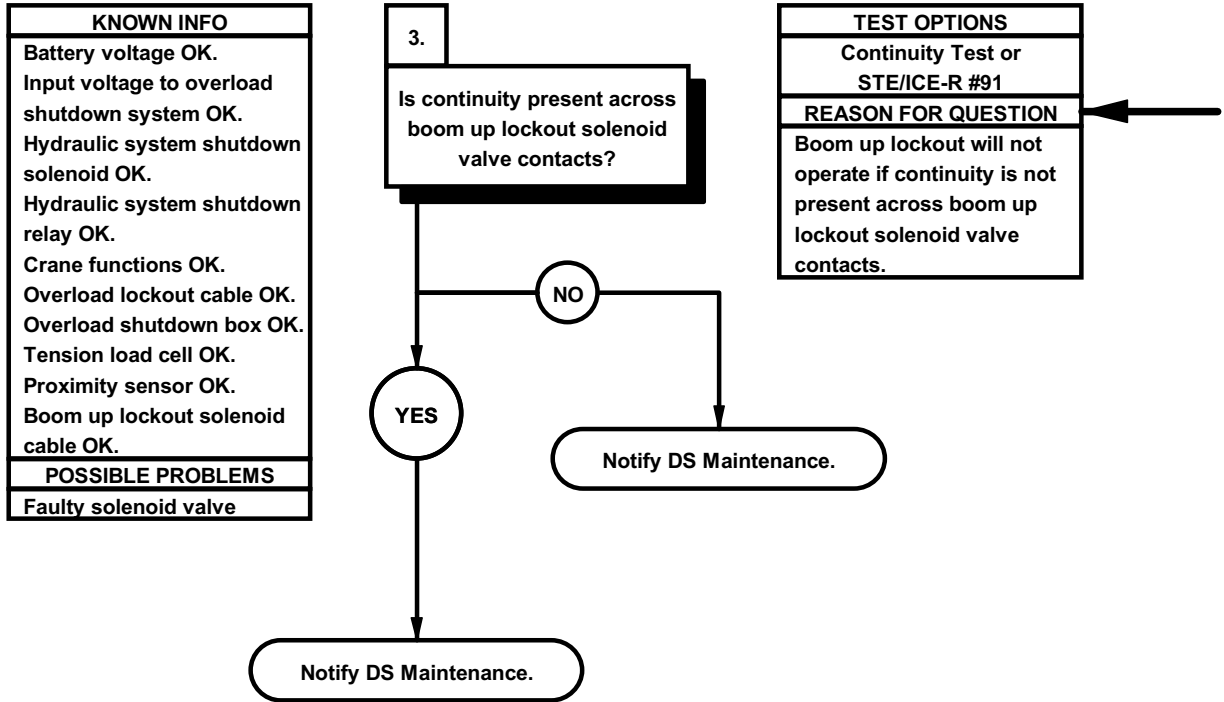 KNOWN INFO
Battery voltage OK.
Input voltage to overload
shutdown system OK.
Hydraulic system shutdown
solenoid OK.
Hydraulic system shutdown
relay OK.
Crane functions OK.
Overload lockout cable OK.
Overload shutdown box OK.
Tension load cell OK.
Proximity sensor OK.
Boom up lockout solenoid
cable OK.
POSSIBLE PROBLEMS
Faulty solenoid valve
3.
Is continuity present across
boom up lockout solenoid
valve contacts?
NO
YES
Notify DS Maintenance.
Notify DS Maintenance.
TEST OPTIONS
Continuity Test or
STE/ICE-R #91
REASON FOR QUESTION
Boom up lockout will not
operate if continuity is not
present across boom up
lockout solenoid valve
contacts.